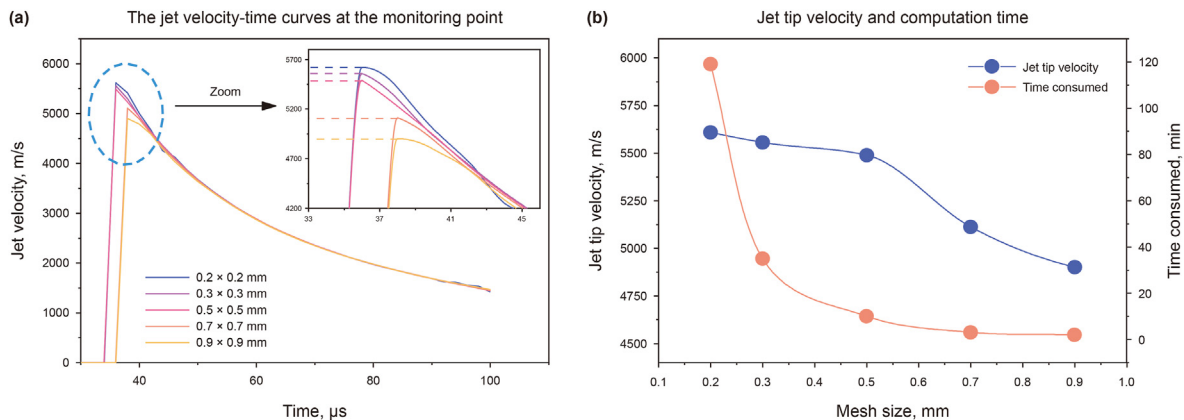 (a)
The jet velocity-time curves at the monitoring point
6000
5000
4000
3000
2000
1000
0
Jet velocity, m/s
40
60
80
100
Time, μs
Zoom
5700
5200
4700
4200
33
37
41
45
0.2 × 0.2 mm
0.3 × 0.3 mm
0.5 × 0.5 mm
0.7 × 0.7 mm
0.9 × 0.9 mm
(b)
Jet tip velocity and computation time
6000
5750
5500
5250
5000
4750
4500
Jet tip velocity, m/s
Jet tip velocity
Time consumed
120
100
80
60
40
20
0
Time consumed, min
0.1
0.2
0.3
0.4
0.5
0.6
0.7
0.8
0.9
1.0
Mesh size, mm